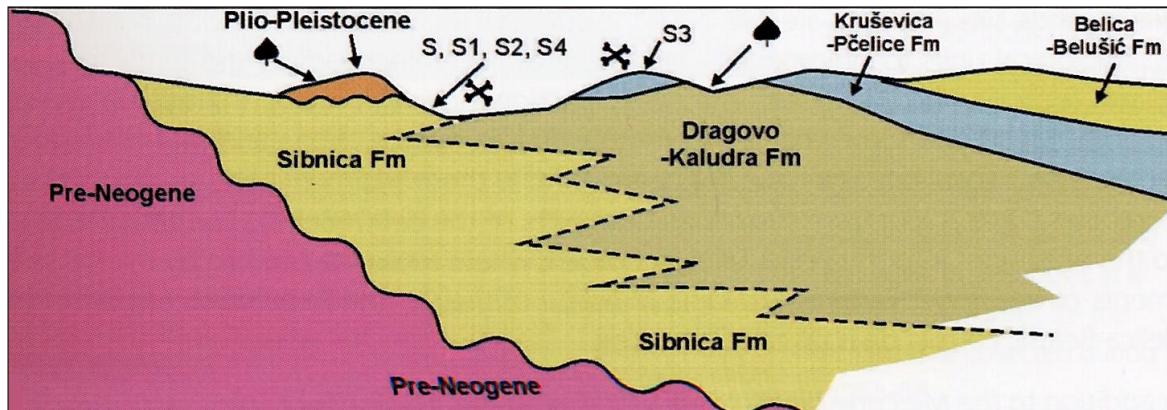 Plio-Pleistocene
S, S1, S2, S4
S3
Kruševica
-Pčelice Fm
Belica
-Belušić Fm
Sibnica Fm
Dragovo
-Kaludra Fm
Pre-Neogene
Sibnica Fm
Pre-Neogene